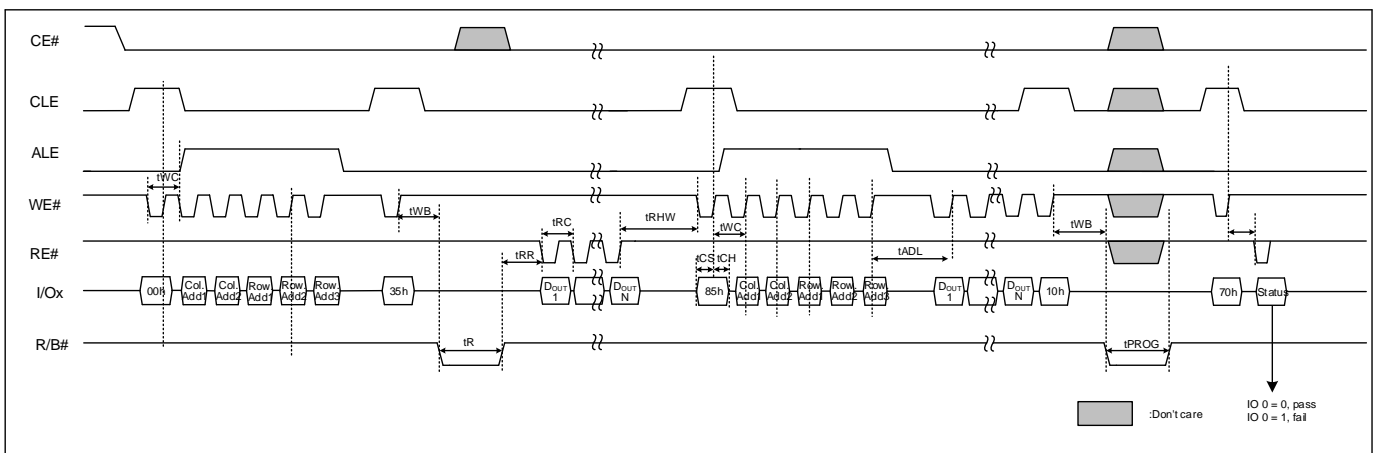 CE#
CLE
ALE
tWC
WE#
tWB
tRC
tRHW
tWC
tWB
RE#
tRR
tCS
tCH
tADL
I/Ox
00h
Col. Add1
Col. Add2
Row. Add1
Row. Add2
Row. Add3
35h
DOUT 1
DOUT N
85h
Col. Add1
Col. Add2
Row. Add1
Row. Add2
Row. Add3
DOUT 1
DOUT N
10h
70h
Status
R/B#
tR
tPROG
:Don't care
IO 0 = 0, pass
IO 0 = 1, fail